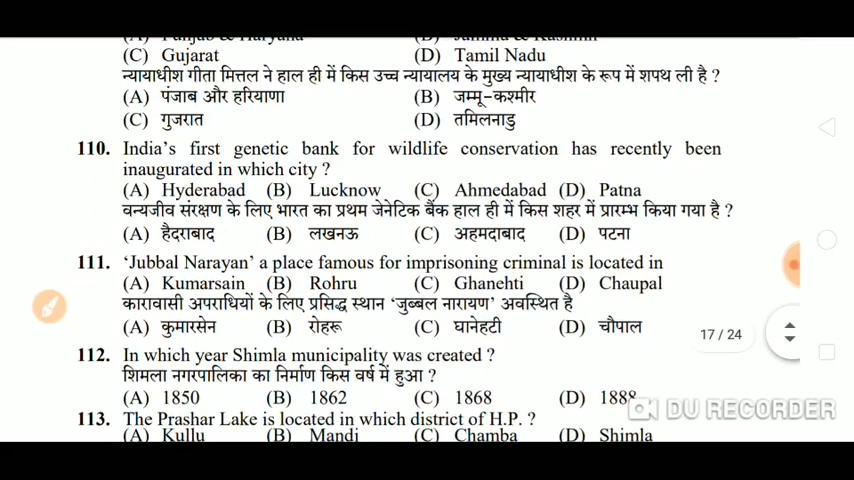 (A) Punjab & Haryana (B) Jammu & Kashmir
(C) Gujarat (D) Tamil Nadu
न्यायाधीश गीता मित्तल ने हाल ही में किस उच्च न्यायालय के मुख्य न्यायाधीश के रूप में शपथ ली है ?
(A) पंजाब और हरियाणा (B) जम्मू-कश्मीर
(C) गुजरात (D) तमिलनाडु
110. India's first genetic bank for wildlife conservation has recently been
inaugurated in which city ?
(A) Hyderabad (B) Lucknow (C) Ahmedabad (D) Patna
वन्यजीव संरक्षण के लिए भारत का प्रथम जेनेटिक बैंक हाल ही में किस शहर में प्रारम्भ किया गया है ?
(A) हैदराबाद (B) लखनऊ (C) अहमदाबाद (D) पटना
111. 'Jubbal Narayan' a place famous for imprisoning criminal is located in
(A) Kumarsain (B) Rohru (C) Ghanehti (D) Chaupal
कारावासी अपराधियों के लिए प्रसिद्ध स्थान 'जुब्बल नारायण' अवस्थित है
(A) कुमारसेन (B) रोहरू (C) घानेहटी (D) चौपाल
17 / 24
112. In which year Shimla municipality was created ?
शिमला नगरपालिका का निर्माण किस वर्ष में हुआ ?
(A) 1850 (B) 1862 (C) 1868 (D) 1888
DU RECORDER
113. The Prashar Lake is located in which district of H.P. ?
(A) Kullu (B) Mandi (C) Chamba (D) Shimla